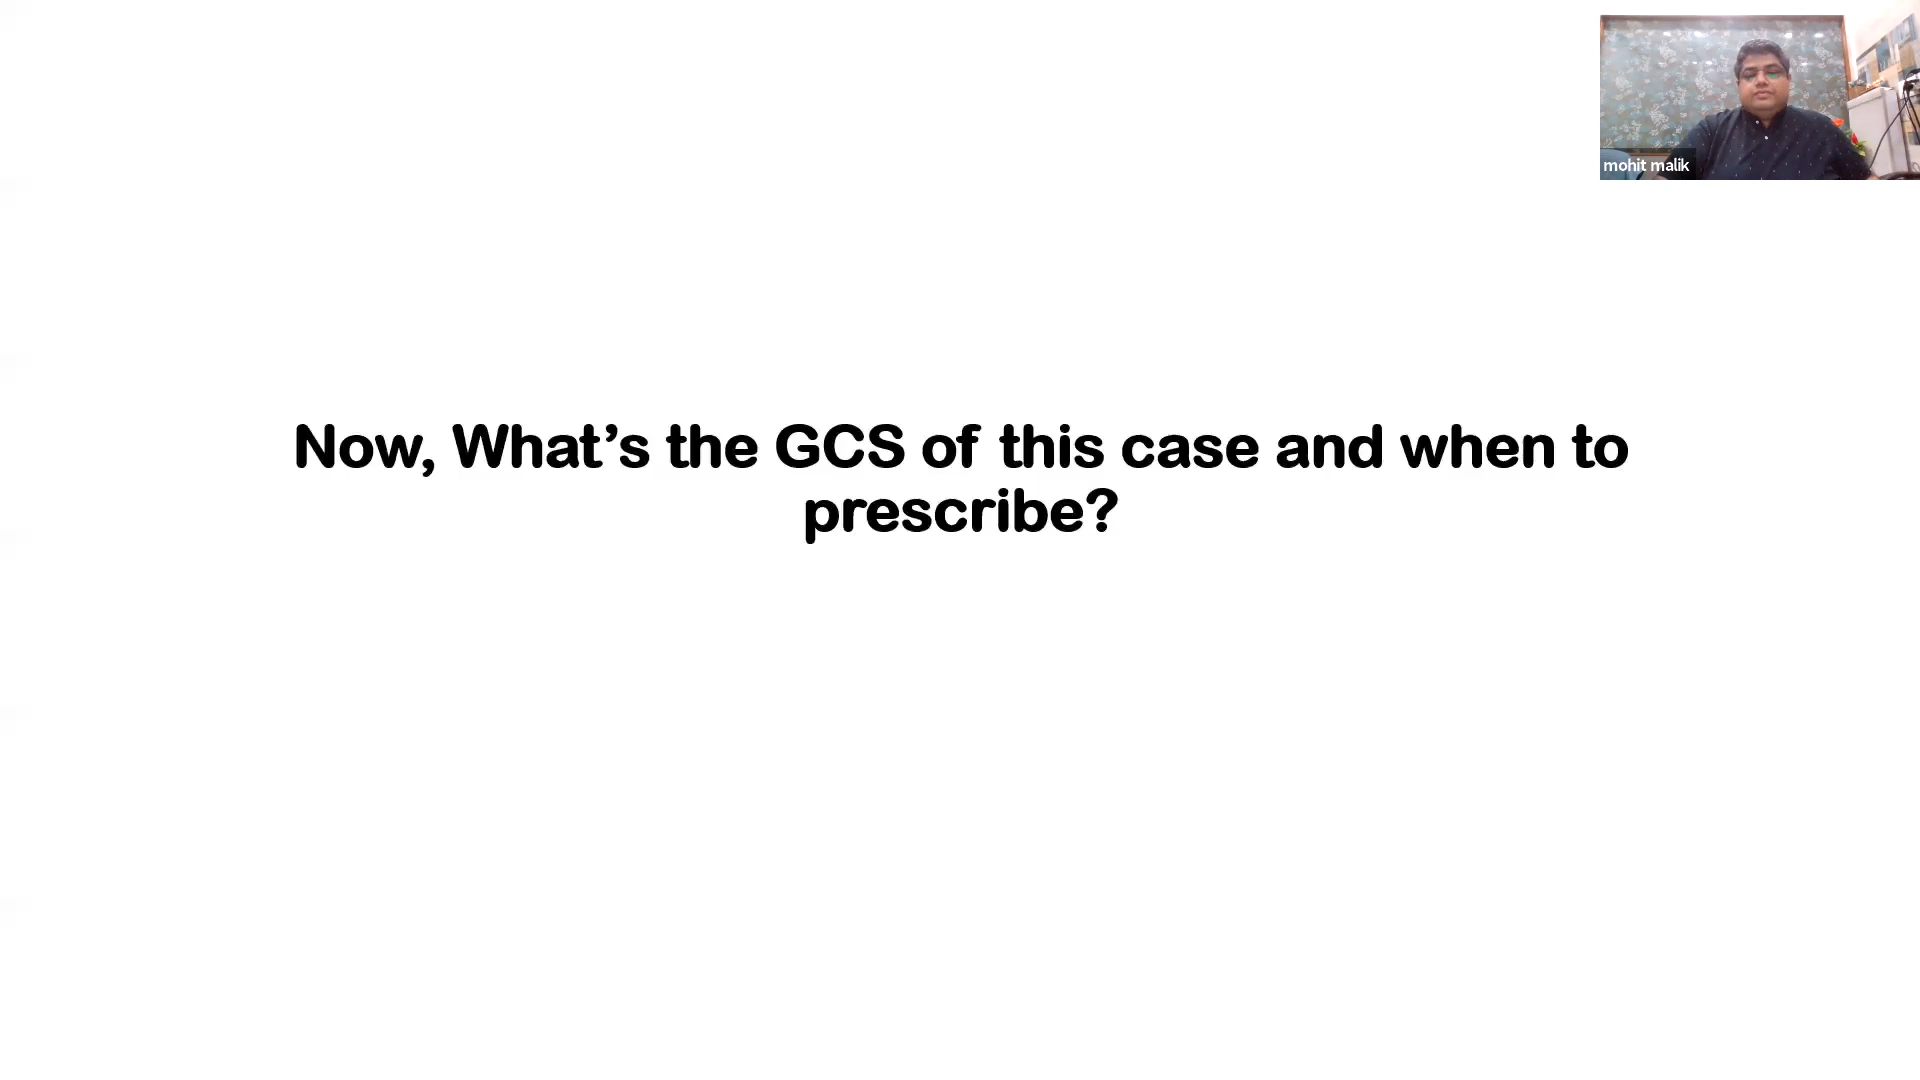 mohit malik
Now, What’s the GCS of this case and when to
prescribe?